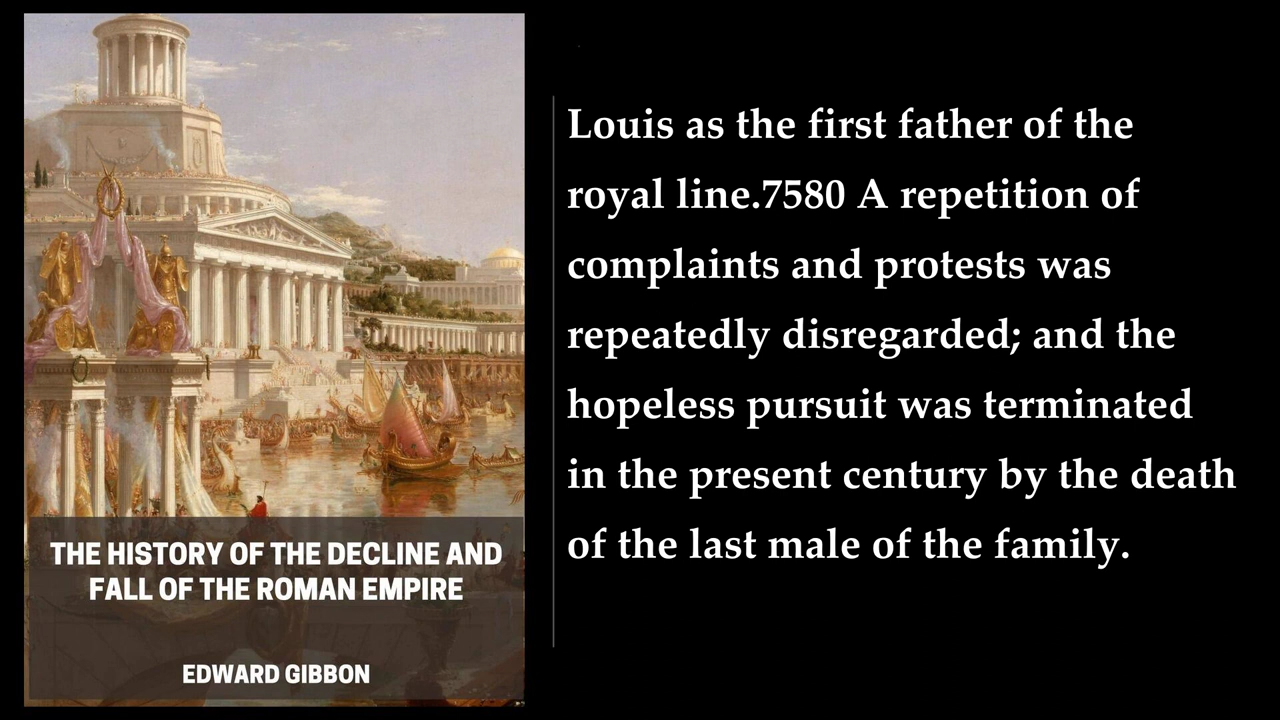 THE HISTORY OF THE DECLINE AND
FALL OF THE ROMAN EMPIRE
EDWARD GIBBON
Louis as the first father of the
royal line.7580 A repetition of
complaints and protests was
repeatedly disregarded; and the
hopeless pursuit was terminated
in the present century by the death
of the last male of the family.